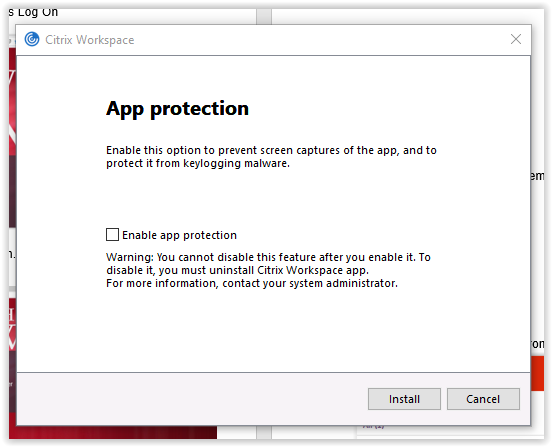 s Log On
Citrix Workspace
App protection
Enable this option to prevent screen captures of the app, and to
protect it from keylogging malware.
em
Enable app protection
Warning: You cannot disable this feature after you enable it. To
disable it, you must uninstall Citrix Workspace app.
For more information, contact your system administrator.
ron
Install
Cancel